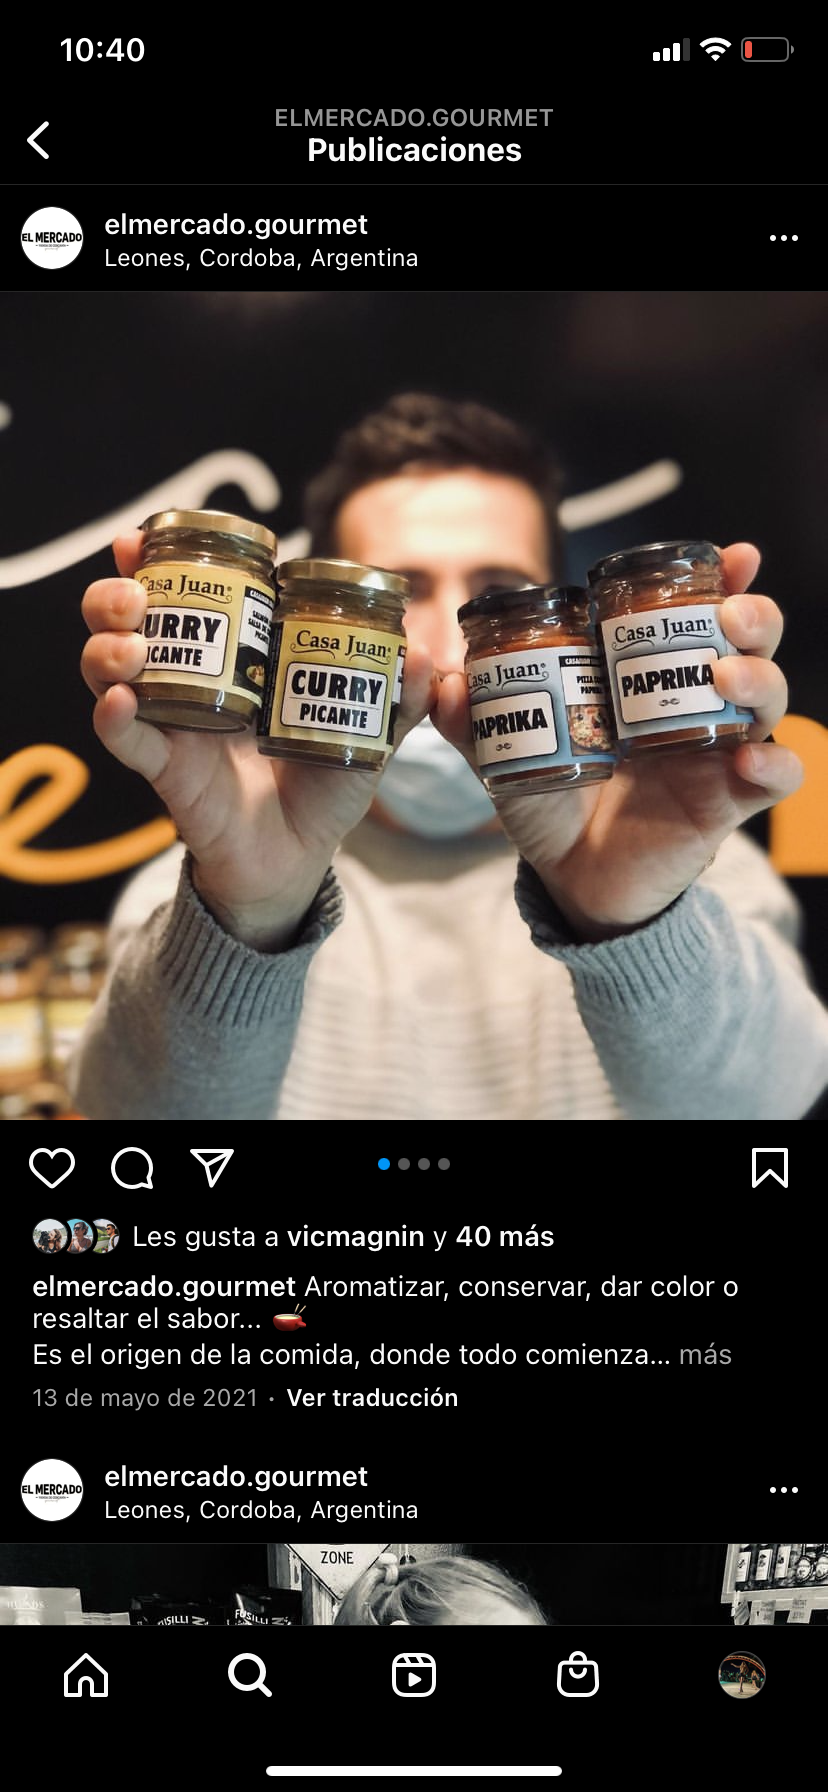 10:40
ELMERCADO.GOURMET
Publicaciones
EL MERCADO
elmercado.gourmet
Leones, Cordoba, Argentina
Casa Juan
CURRY
PICANTE
Casa Juan
CURRY
PICANTE
Casa Juan
PAPRIKA
PIZZA
Casa Juan
PAPRIKA
Les gusta a vicmagnin y 40 más
elmercado.gourmet Aromatizar, conservar, dar color o
resaltar el sabor...
Es el origen de la comida, donde todo comienza... más
13 de mayo de 2021 · Ver traducción
EL MERCADO
elmercado.gourmet
Leones, Cordoba, Argentina
ZONE
FUSILLI